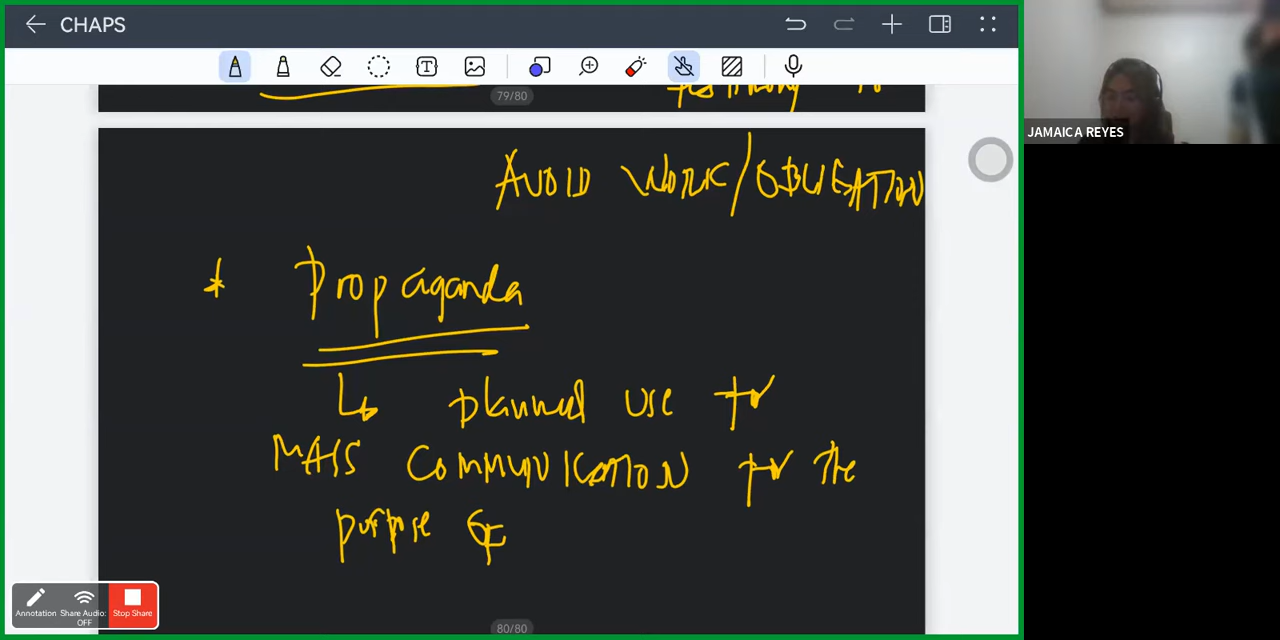 CHAPS
79/80
JAMAICA REYES
AVOID WORK/OBLIGATION
* Propaganda
↳ planned use for
MASS COMMUNICATION for the
purpose of
Annotation Share Audio: OFF Stop Share
80/80